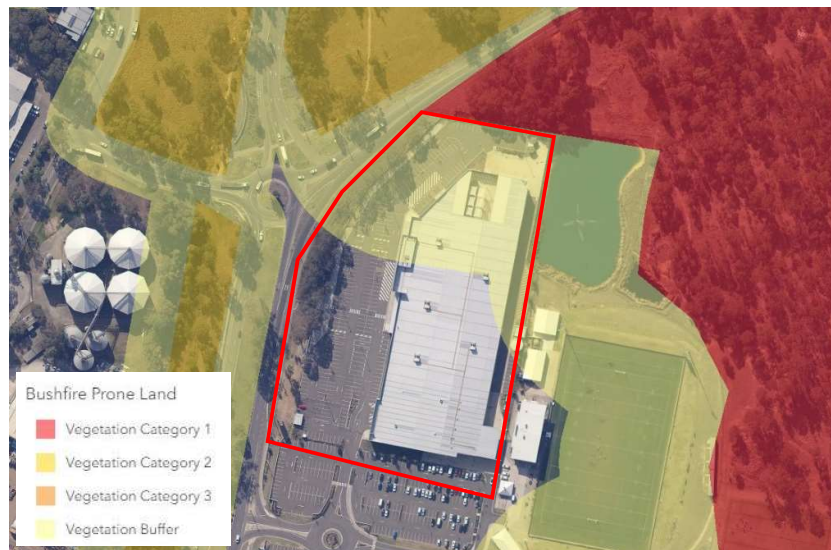 Bushfire Prone Land
Vegetation Category 1
Vegetation Category 2
Vegetation Category 3
Vegetation Buffer